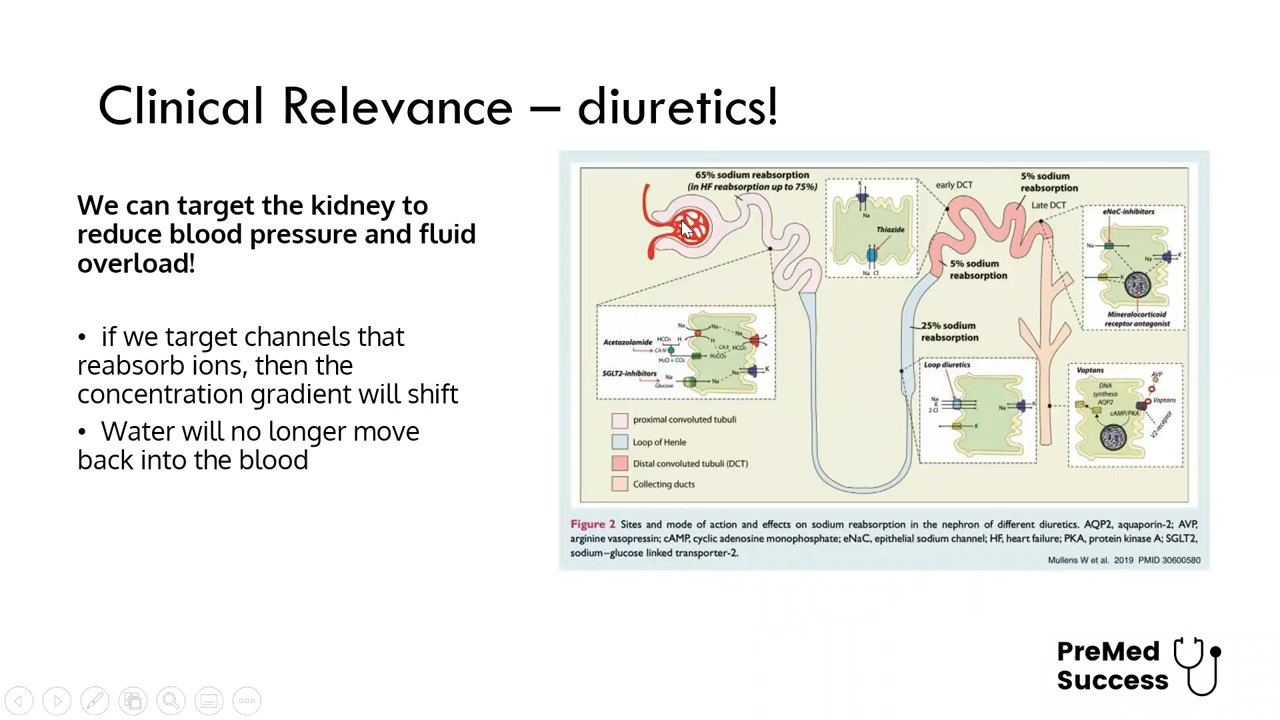 Clinical Relevance – diuretics!
We can target the kidney to
reduce blood pressure and fluid
overload!
• if we target channels that
reabsorb ions, then the
concentration gradient will shift
• Water will no longer move
back into the blood
65% sodium reabsorption
(in HF reabsorption up to 75%)
K
Na
Thiazide
Na Cl
early DCT
5% sodium
reabsorption
Late DCT
eNaC-inhibitors
Na
K
Na
K
Mineralocorticoid
receptor antagonist
5% sodium
reabsorption
25% sodium
reabsorption
Acetazolamide
SGLT2-inhibitors
Na
Na
Na
HCO₃
H
H
HCO₃
H₂O + CO₂
H₂CO₃
Na
Glucose
Na
Na
K
Loop diuretics
Na
K
2 Cl
Na
K
K
Vaptans
DNA
synthesis
AQP2
AVP
Vaptans
cAMP/PKA
V2-receptor
proximal convoluted tubuli
Loop of Henle
Distal convoluted tubuli (DCT)
Collecting ducts
Figure 2 Sites and mode of action and effects on sodium reabsorption in the nephron of different diuretics. AQP2, aquaporin-2; AVP,
arginine vasopressin; cAMP, cyclic adenosine monophosphate; eNaC, epithelial sodium channel; HF, heart failure; PKA, protein kinase A; SGLT2,
sodium–glucose linked transporter-2.
Mullens W et al. 2019 PMID 30600580
PreMed
Success